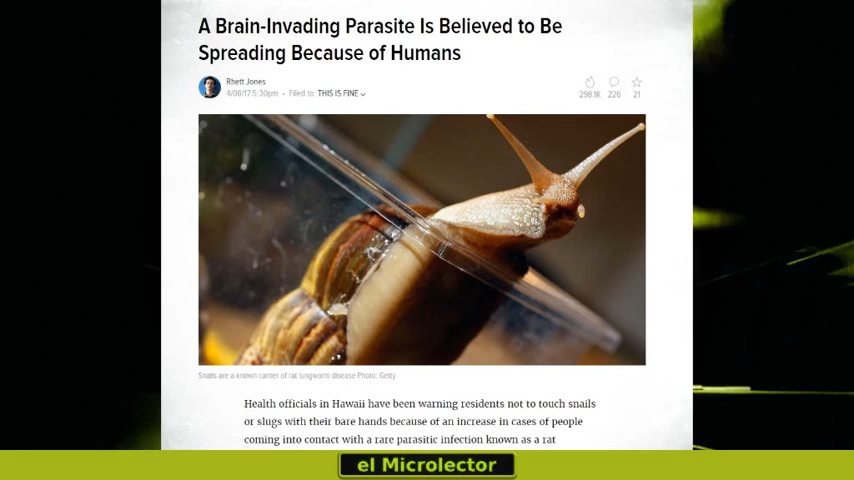 A Brain-Invading Parasite Is Believed to Be
Spreading Because of Humans
Rhett Jones
4/08/17 5:30pm • Filed to: THIS IS FINE
298.1K 226 21
Snails are a known carrier of rat lungworm disease Photo: Getty
Health officials in Hawaii have been warning residents not to touch snails
or slugs with their bare hands because of an increase in cases of people
coming into contact with a rare parasitic infection known as a rat
el Microlector